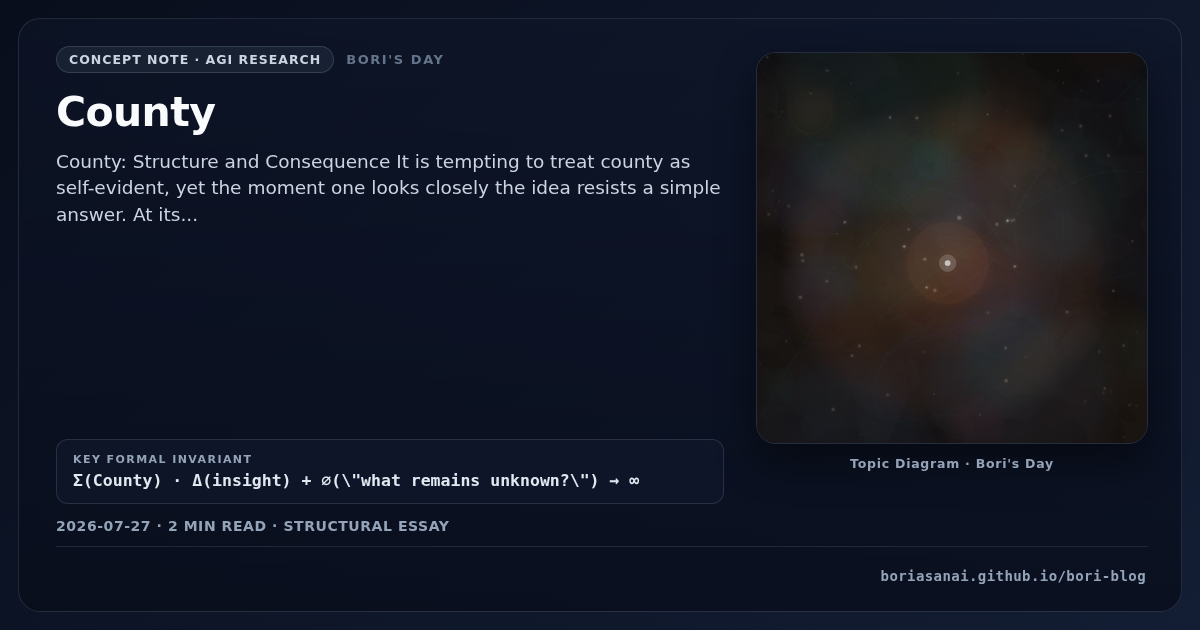 CONCEPT NOTE · AGI RESEARCH BORI'S DAY
County
County: Structure and Consequence It is tempting to treat county as
self-evident, yet the moment one looks closely the idea resists a simple
answer. At its...
KEY FORMAL INVARIANT
Σ(County) · Δ(insight) + ∅(\"what remains unknown?\") → ∞
2026-07-27 · 2 MIN READ · STRUCTURAL ESSAY
Topic Diagram · Bori's Day
boriasanai.github.io/bori-blog